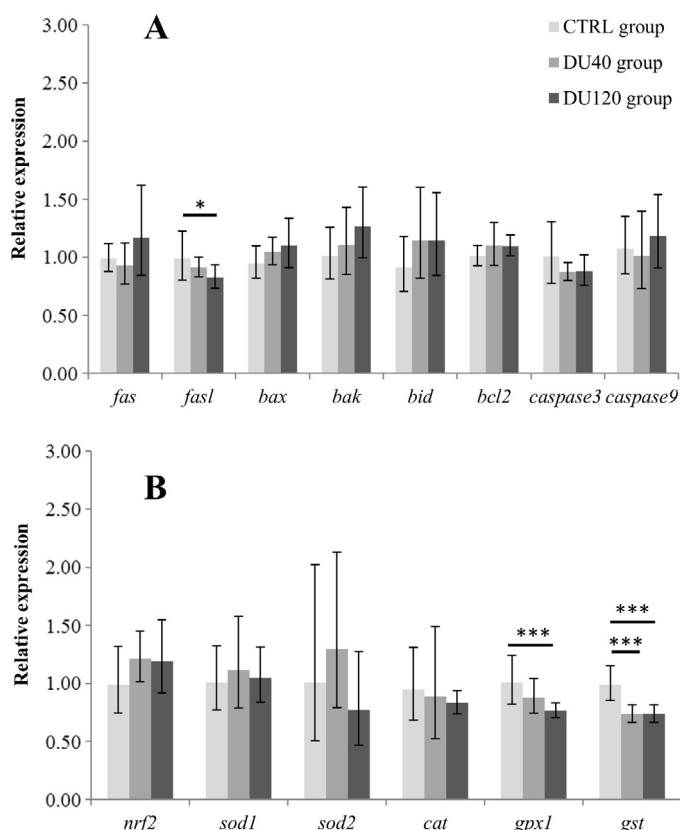 A
CTRL group
DU40 group
DU120 group
Relative expression
3.00
2.50
2.00
1.50
1.00
0.50
0.00
*
fas fasl bax bak bid bcl2 caspase3 caspase9
B
Relative expression
3.00
2.50
2.00
1.50
1.00
0.50
0.00
***
***
***
nrf2 sod1 sod2 cat gpx1 gst